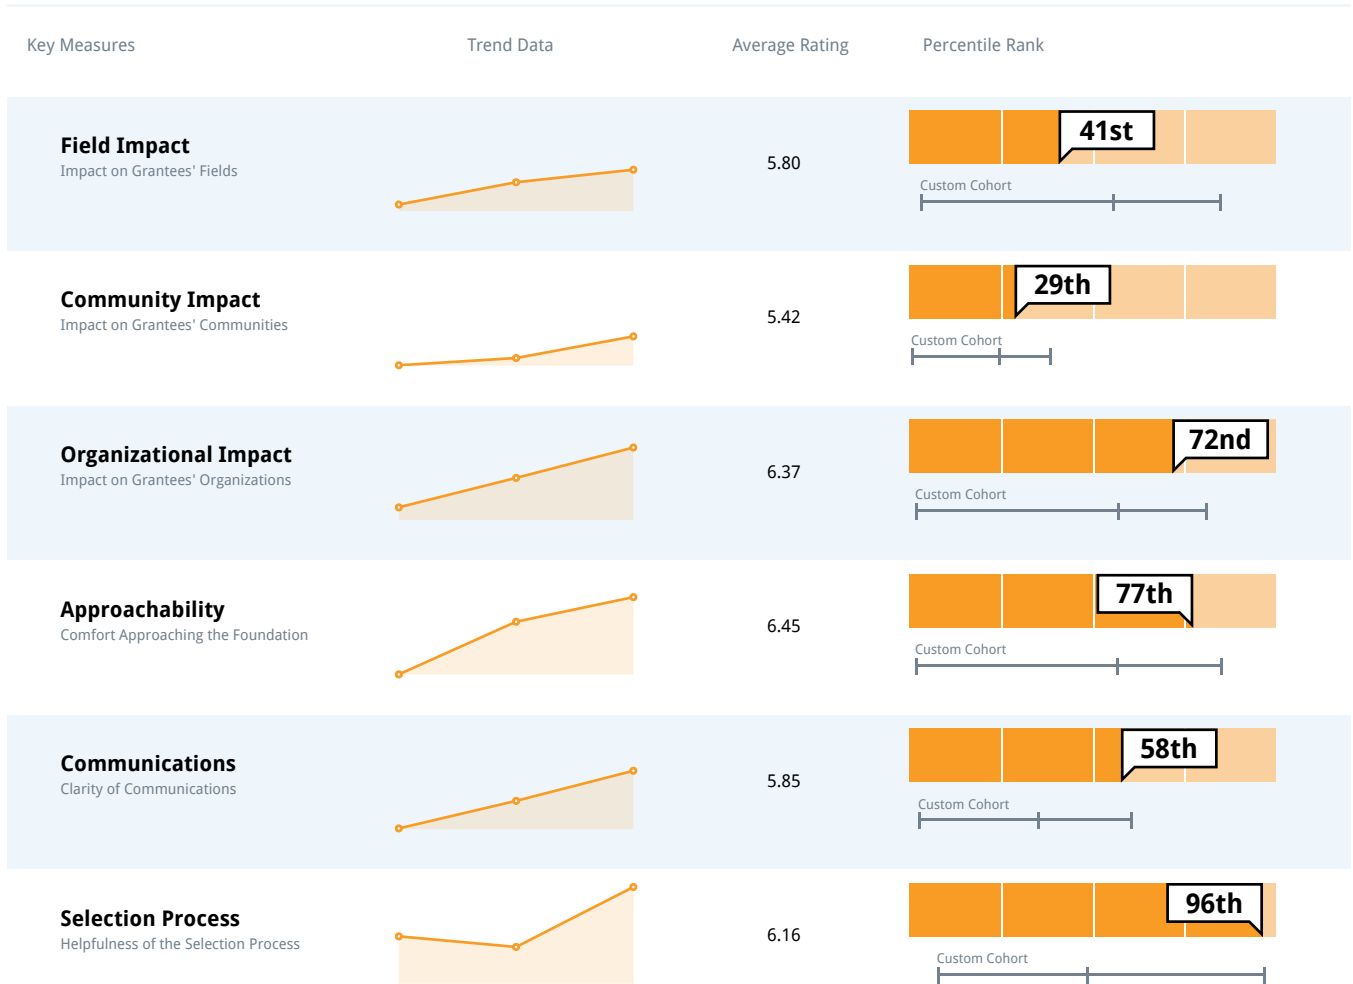 Key Measures Trend Data Average Rating Percentile Rank
Field Impact
Impact on Grantees' Fields
5.80
41st
Custom Cohort
Community Impact
Impact on Grantees' Communities
5.42
29th
Custom Cohort
Organizational Impact
Impact on Grantees' Organizations
6.37
72nd
Custom Cohort
Approachability
Comfort Approaching the Foundation
6.45
77th
Custom Cohort
Communications
Clarity of Communications
5.85
58th
Custom Cohort
Selection Process
Helpfulness of the Selection Process
6.16
96th
Custom Cohort